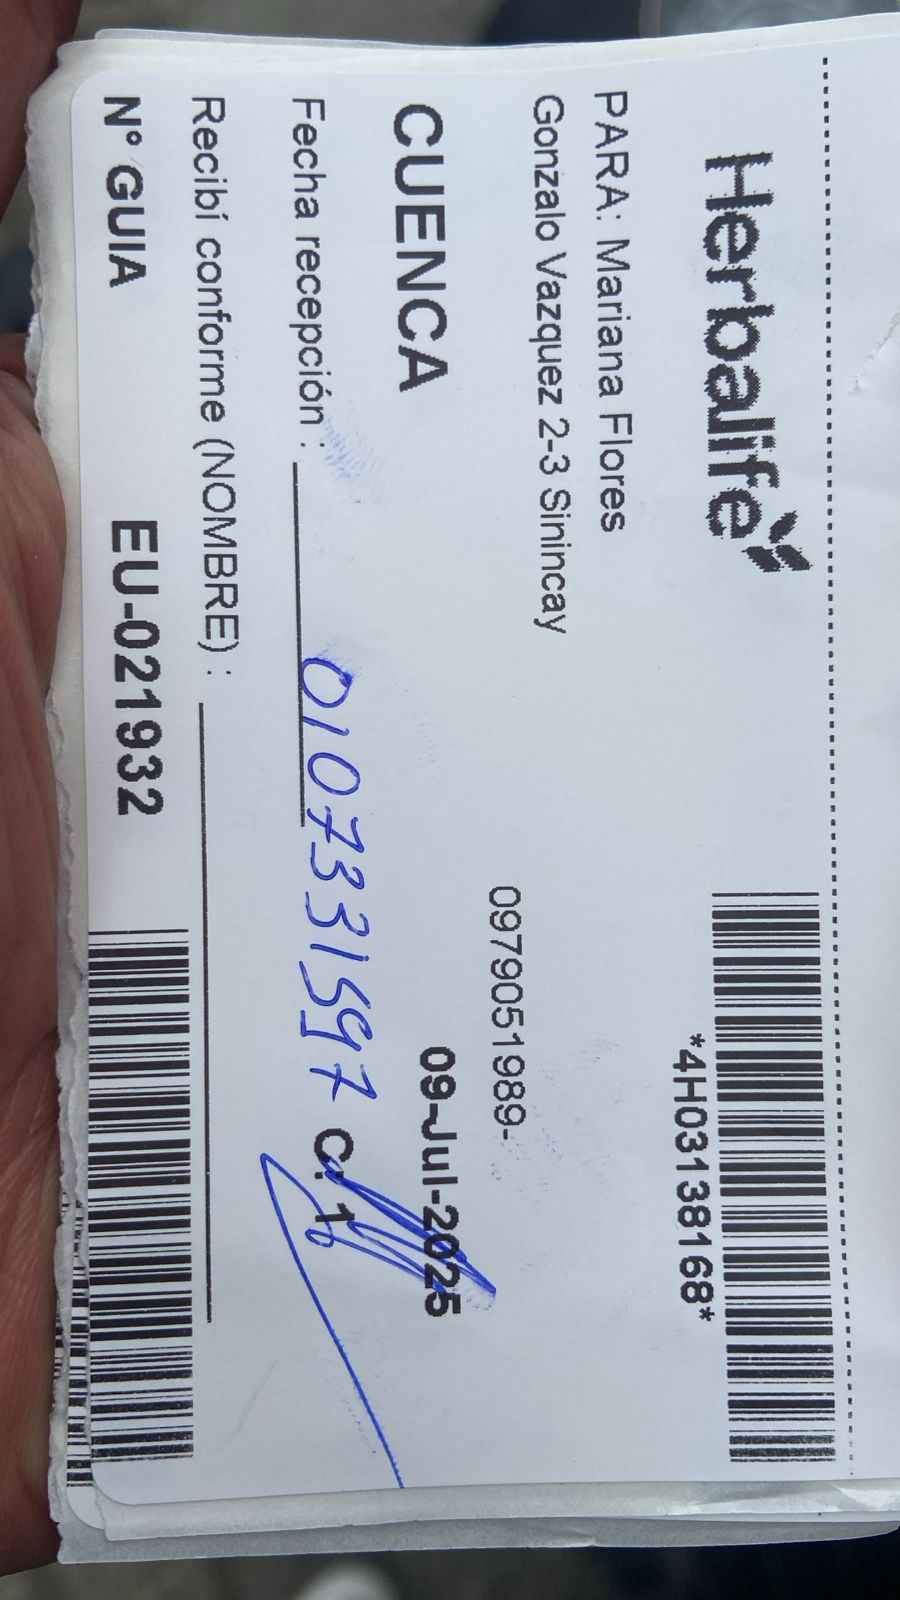 Herbalife
*4H03138168*
PARA: Mariana Flores
Gonzalo Vazquez 2-3 Sinincay
0979051989-
CUENCA
09-Jul-2025
Fecha recepción :
0107331597
C. 1
Recibí conforme (NOMBRE) :
N° GUIA
EU-021932